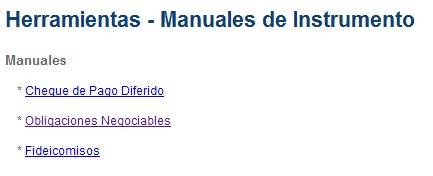 Herramientas - Manuales de Instrumento
Manuales
* Cheque de Pago Diferido
* Obligaciones Negociables
* Fideicomisos